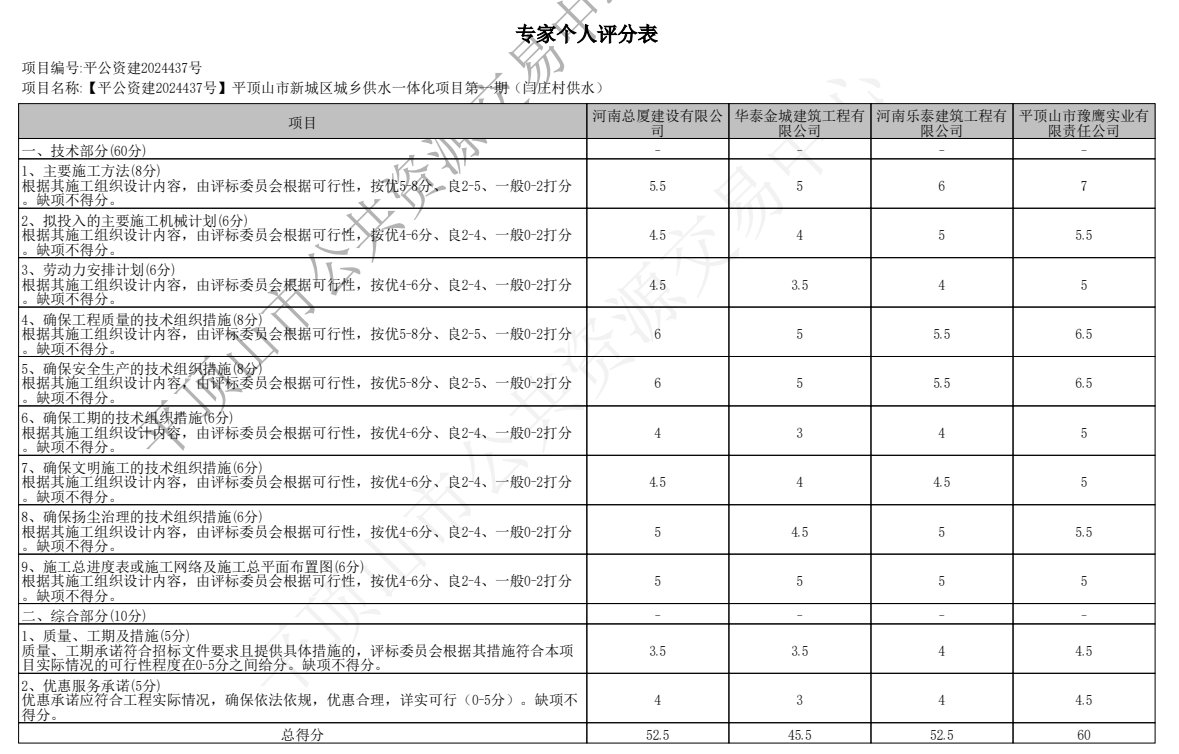 专家个人评分表
项目编号:平公资建2024437号
项目名称:【平公资建2024437号】平顶山市新城区城乡供水一体化项目第一期（闫庄村供水）
项目 河南总厦建设有限公司 华泰金城建筑工程有限公司 河南乐泰建筑工程有限公司 平顶山市豫鹰实业有限责任公司
一、技术部分(60分) - - - -
1、主要施工方法(8分)
根据其施工组织设计内容，由评标委员会根据可行性，按优5-8分、良2-5、一般0-2打分 5.5 5 6 7
。缺项不得分。
2、拟投入的主要施工机械计划(6分)
根据其施工组织设计内容，由评标委员会根据可行性，按优4-6分、良2-4、一般0-2打分 4.5 4 5 5.5
。缺项不得分。
3、劳动力安排计划(6分)
根据其施工组织设计内容，由评标委员会根据可行性，按优4-6分、良2-4、一般0-2打分 4.5 3.5 4 5
。缺项不得分。
4、确保工程质量的技术组织措施(8分)
根据其施工组织设计内容，由评标委员会根据可行性，按优5-8分、良2-5、一般0-2打分 6 5 5.5 6.5
。缺项不得分。
5、确保安全生产的技术组织措施(8分)
根据其施工组织设计内容，由评标委员会根据可行性，按优5-8分、良2-5、一般0-2打分 6 5 5.5 6.5
。缺项不得分。
6、确保工期的技术组织措施(6分)
根据其施工组织设计内容，由评标委员会根据可行性，按优4-6分、良2-4、一般0-2打分 4 3 4 5
。缺项不得分。
7、确保文明施工的技术组织措施(6分)
根据其施工组织设计内容，由评标委员会根据可行性，按优4-6分、良2-4、一般0-2打分 4.5 4 4.5 5
。缺项不得分。
8、确保扬尘治理的技术组织措施(6分)
根据其施工组织设计内容，由评标委员会根据可行性，按优4-6分、良2-4、一般0-2打分 5 4.5 5 5.5
。缺项不得分。
9、施工总进度表或施工网络及施工总平面布置图(6分)
根据其施工组织设计内容，由评标委员会根据可行性，按优4-6分、良2-4、一般0-2打分 5 5 5 5
。缺项不得分。
二、综合部分(10分) - - - -
1、质量、工期及措施(5分)
质量、工期承诺符合招标文件要求且提供具体措施的，评标委员会根据其措施符合本项 3.5 3.5 4 4.5
目实际情况的可行性程度在0-5分之间给分。缺项不得分。
2、优惠服务承诺(5分)
优惠承诺应符合工程实际情况，确保依法依规，优惠合理，详实可行（0-5分）。缺项不 4 3 4 4.5
得分。
总得分 52.5 45.5 52.5 60
平顶山市公共资源交易中
平顶山市公共资源交易中心